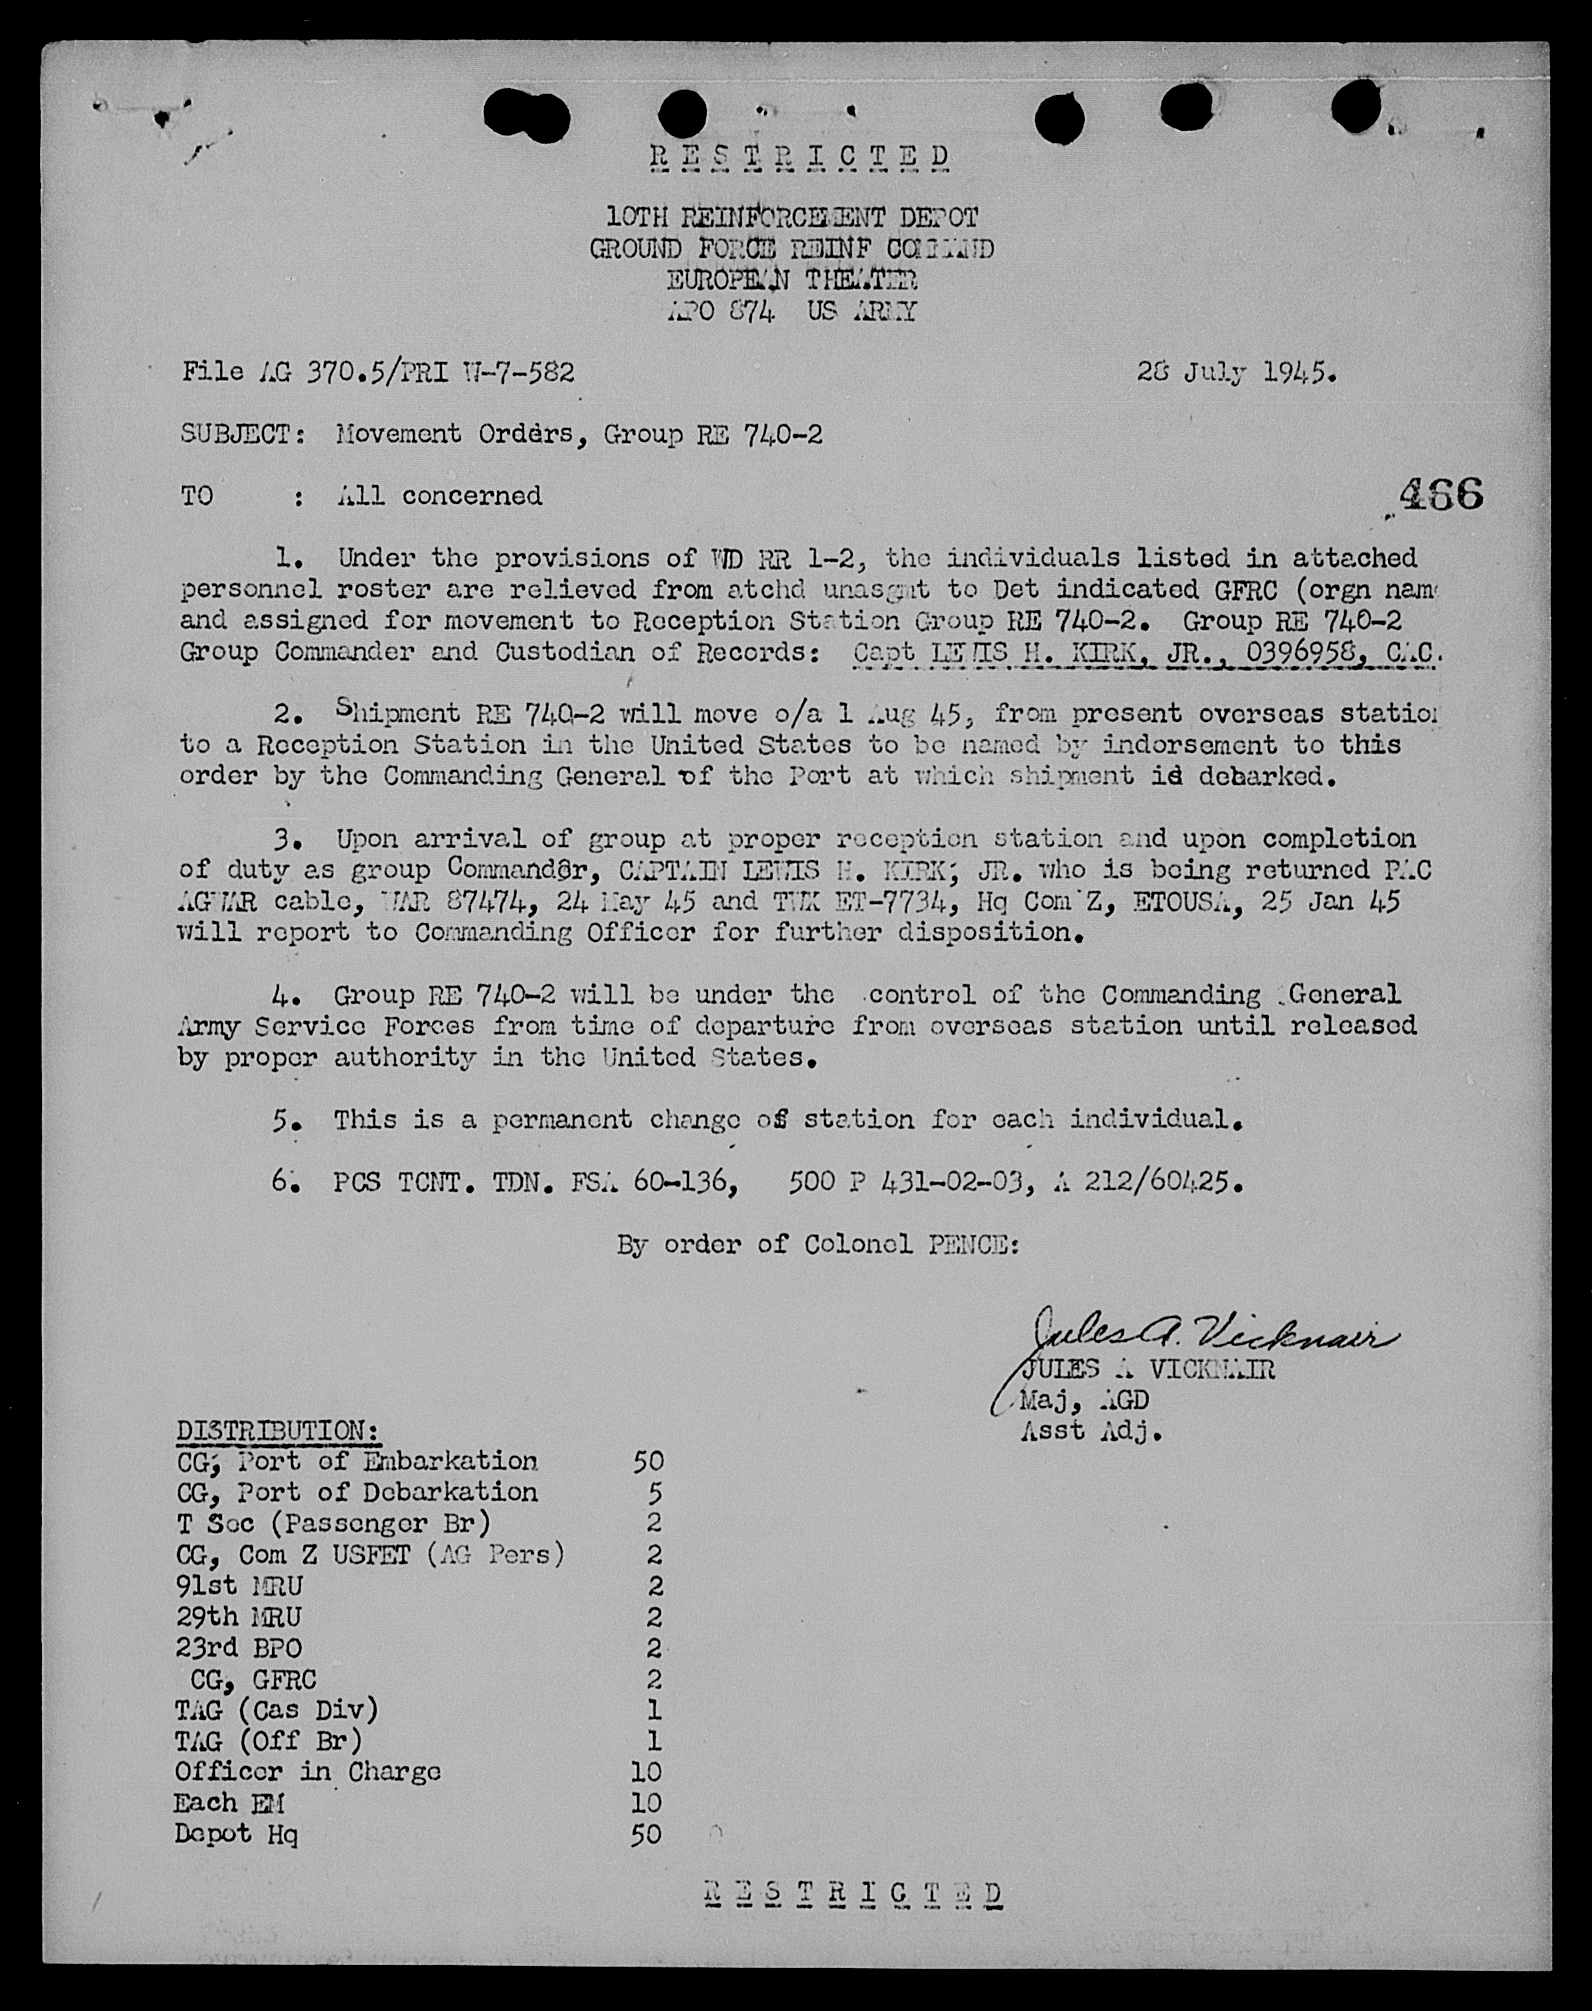 RESTRICTED
10TH REINFORCEMENT DEPOT
GROUND FORCE REINF COMMAND
EUROPEAN THEATER
APO 874 US ARMY
File AG 370.5/PRI W-7-582 28 July 1945.
SUBJECT: Movement Orders, Group RE 740-2
TO : All concerned
466
1. Under the provisions of WD RR 1-2, the individuals listed in attached
personnel roster are relieved from atchd unasgmt to Det indicated GFRC (orgn name
and assigned for movement to Reception Station Group RE 740-2. Group RE 740-2
Group Commander and Custodian of Records: Capt LEWIS H. KIRK, JR., 0396958, CAC.
2. Shipment RE 740-2 will move o/a 1 Aug 45, from present overseas station
to a Reception Station in the United States to be named by indorsement to this
order by the Commanding General of the Port at which shipment is debarked.
3. Upon arrival of group at proper reception station and upon completion
of duty as group Commander, CAPTAIN LEWIS H. KIRK, JR. who is being returned PAC
AGWAR cable, WAR 87474, 24 May 45 and TWX ET-7734, Hq Com Z, ETOUSA, 25 Jan 45
will report to Commanding Officer for further disposition.
4. Group RE 740-2 will be under the control of the Commanding General
Army Service Forces from time of departure from overseas station until released
by proper authority in the United States.
5. This is a permanent change of station for each individual.
6. PCS TCNT. TDN. FSA 60-136, 500 P 431-02-03, A 212/60425.
By order of Colonel PENCE:
Jules A. Vicknair
JULES A VICKNAIR
Maj, AGD
Asst Adj.
DISTRIBUTION:
CG, Port of Embarkation 50
CG, Port of Debarkation 5
T Sec (Passenger Br) 2
CG, Com Z USFET (AG Pers) 2
91st MRU 2
29th MRU 2
23rd BPO 2
CG, GFRC 2
TAG (Cas Div) 1
TAG (Off Br) 1
Officer in Charge 10
Each EM 10
Depot Hq 50
RESTRICTED